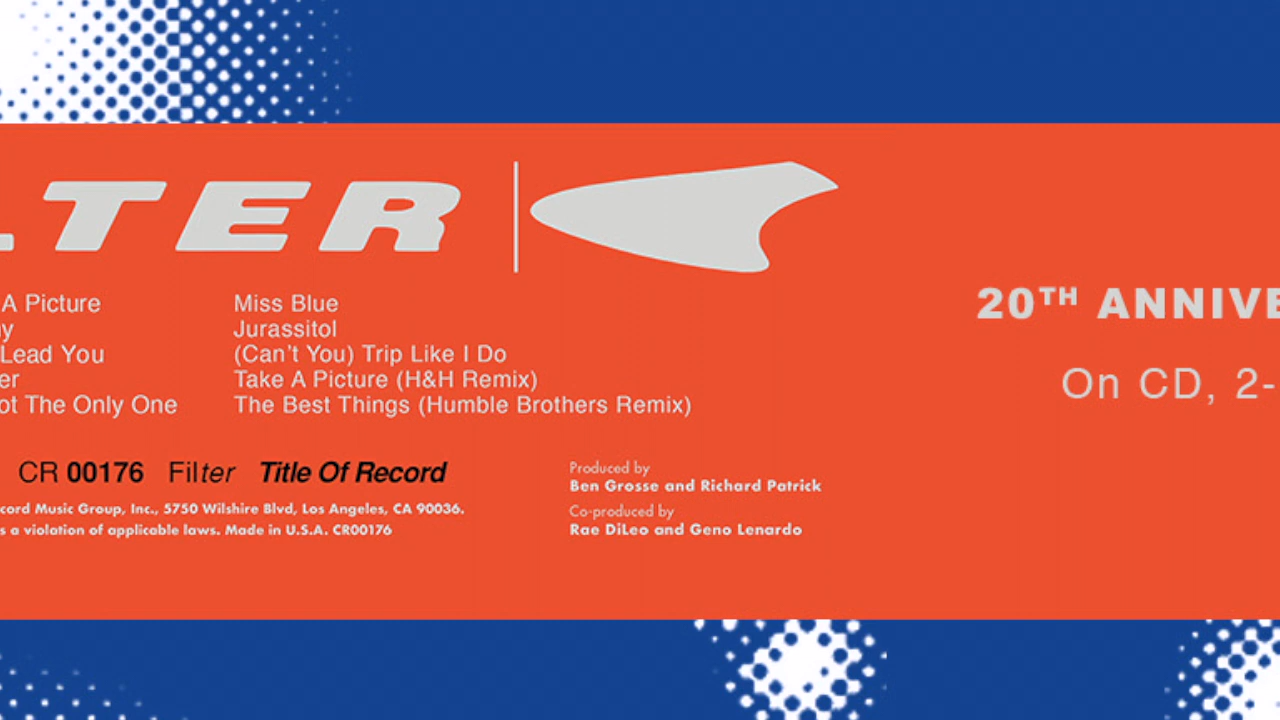 LTER
A Picture
y
Lead You
er
ot The Only One
Miss Blue
Jurassitol
(Can't You) Trip Like I Do
Take A Picture (H&H Remix)
The Best Things (Humble Brothers Remix)
20TH ANNIVE
On CD, 2-
CR 00176 Filter Title Of Record
cord Music Group, Inc., 5750 Wilshire Blvd, Los Angeles, CA 90036.
s a violation of applicable laws. Made in U.S.A. CR00176
Produced by
Ben Grosse and Richard Patrick
Co-produced by
Rae DiLeo and Geno Lenardo